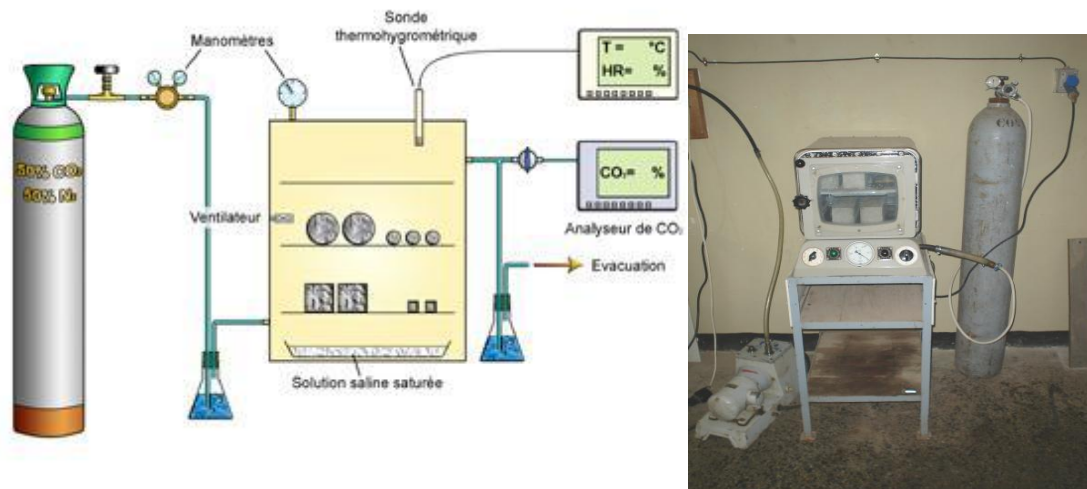 Sonde
thermohygrométrique
Manomètres
T = °C
HR= %
50% CO₂
50% N₂
CO₂= %
Ventilateur
Analyseur de CO₂
Evacuation
Solution saline saturée
CO₂